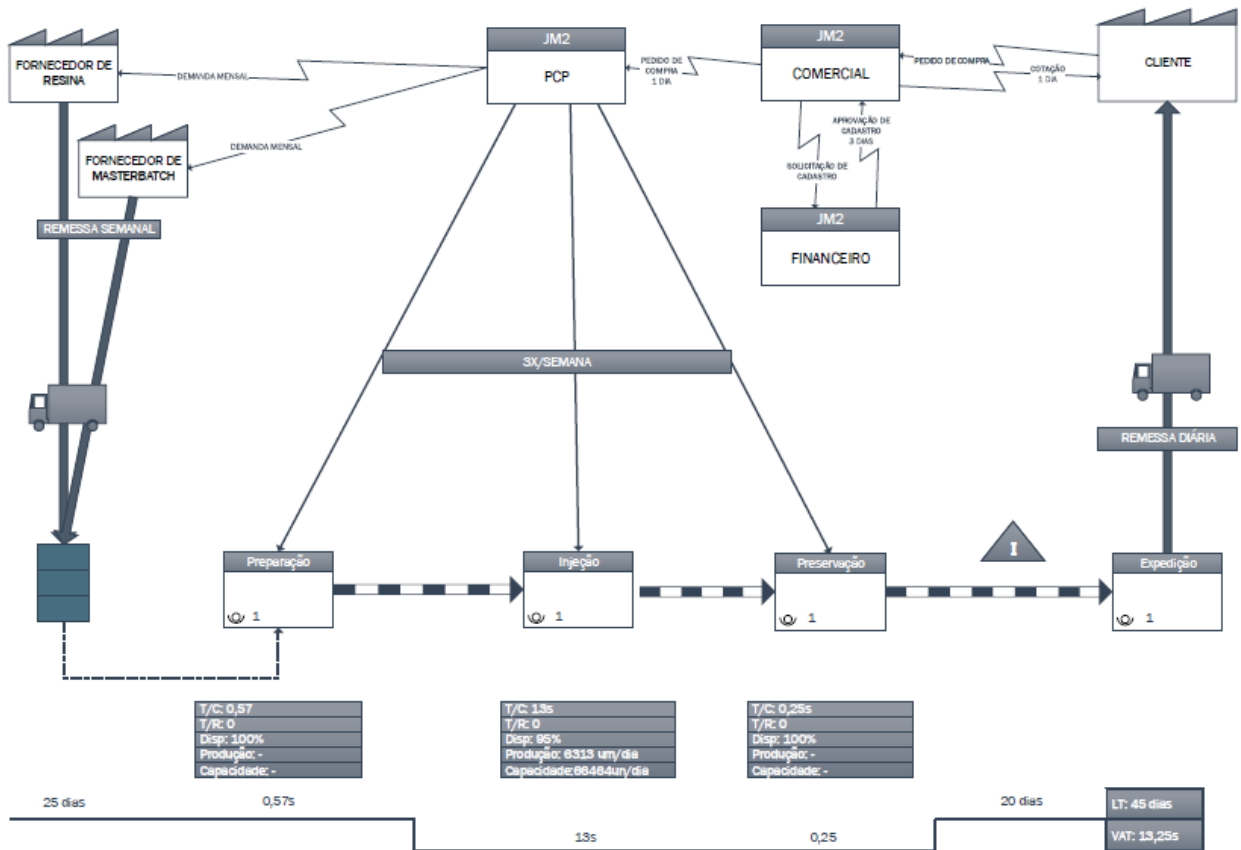 FORNECEDOR DE
RESINA
DEMANDA MENSAL
JM2
PCP
PEDIDO DE
COMPRA
1 DIA
JM2
COMERCIAL
PEDIDO DE COMPRA
COTAÇÃO
1 DIA
CLIENTE
FORNECEDOR DE
MASTERBATCH
DEMANDA MENSAL
SOLICITAÇÃO DE
CADASTRO
APROVAÇÃO DE
CADASTRO
3 DIAS
JM2
FINANCEIRO
REMESSA SEMANAL
3X/SEMANA
REMESSA DIÁRIA
I
Preparação
1
Injeção
1
Preservação
1
Expedição
1
T/C: 0,57
T/R: 0
Disp: 100%
Produção: -
Capacidade: -
T/C: 13s
T/R: 0
Disp: 95%
Produção: 6313 un/dia
Capacidade:66464un/dia
T/C: 0,25s
T/R: 0
Disp: 100%
Produção: -
Capacidade: -
25 dias
0,57s
13s
0,25
20 dias
LT: 45 dias
VAT: 13,25s